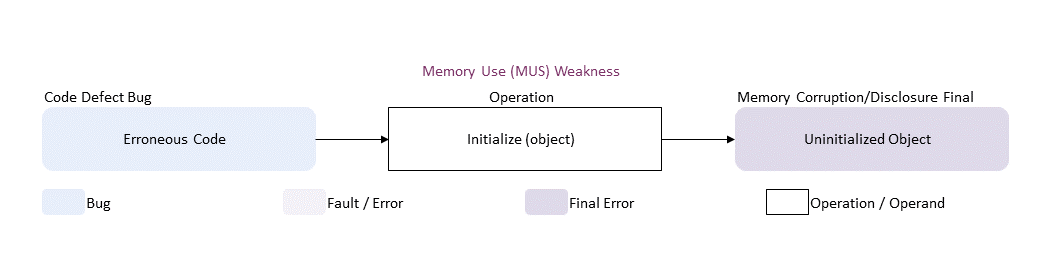 Memory Use (MUS) Weakness
Code Defect Bug
Operation
Memory Corruption/Disclosure Final
Erroneous Code
Initialize (object)
Uninitialized Object
Bug
Fault / Error
Final Error
Operation / Operand